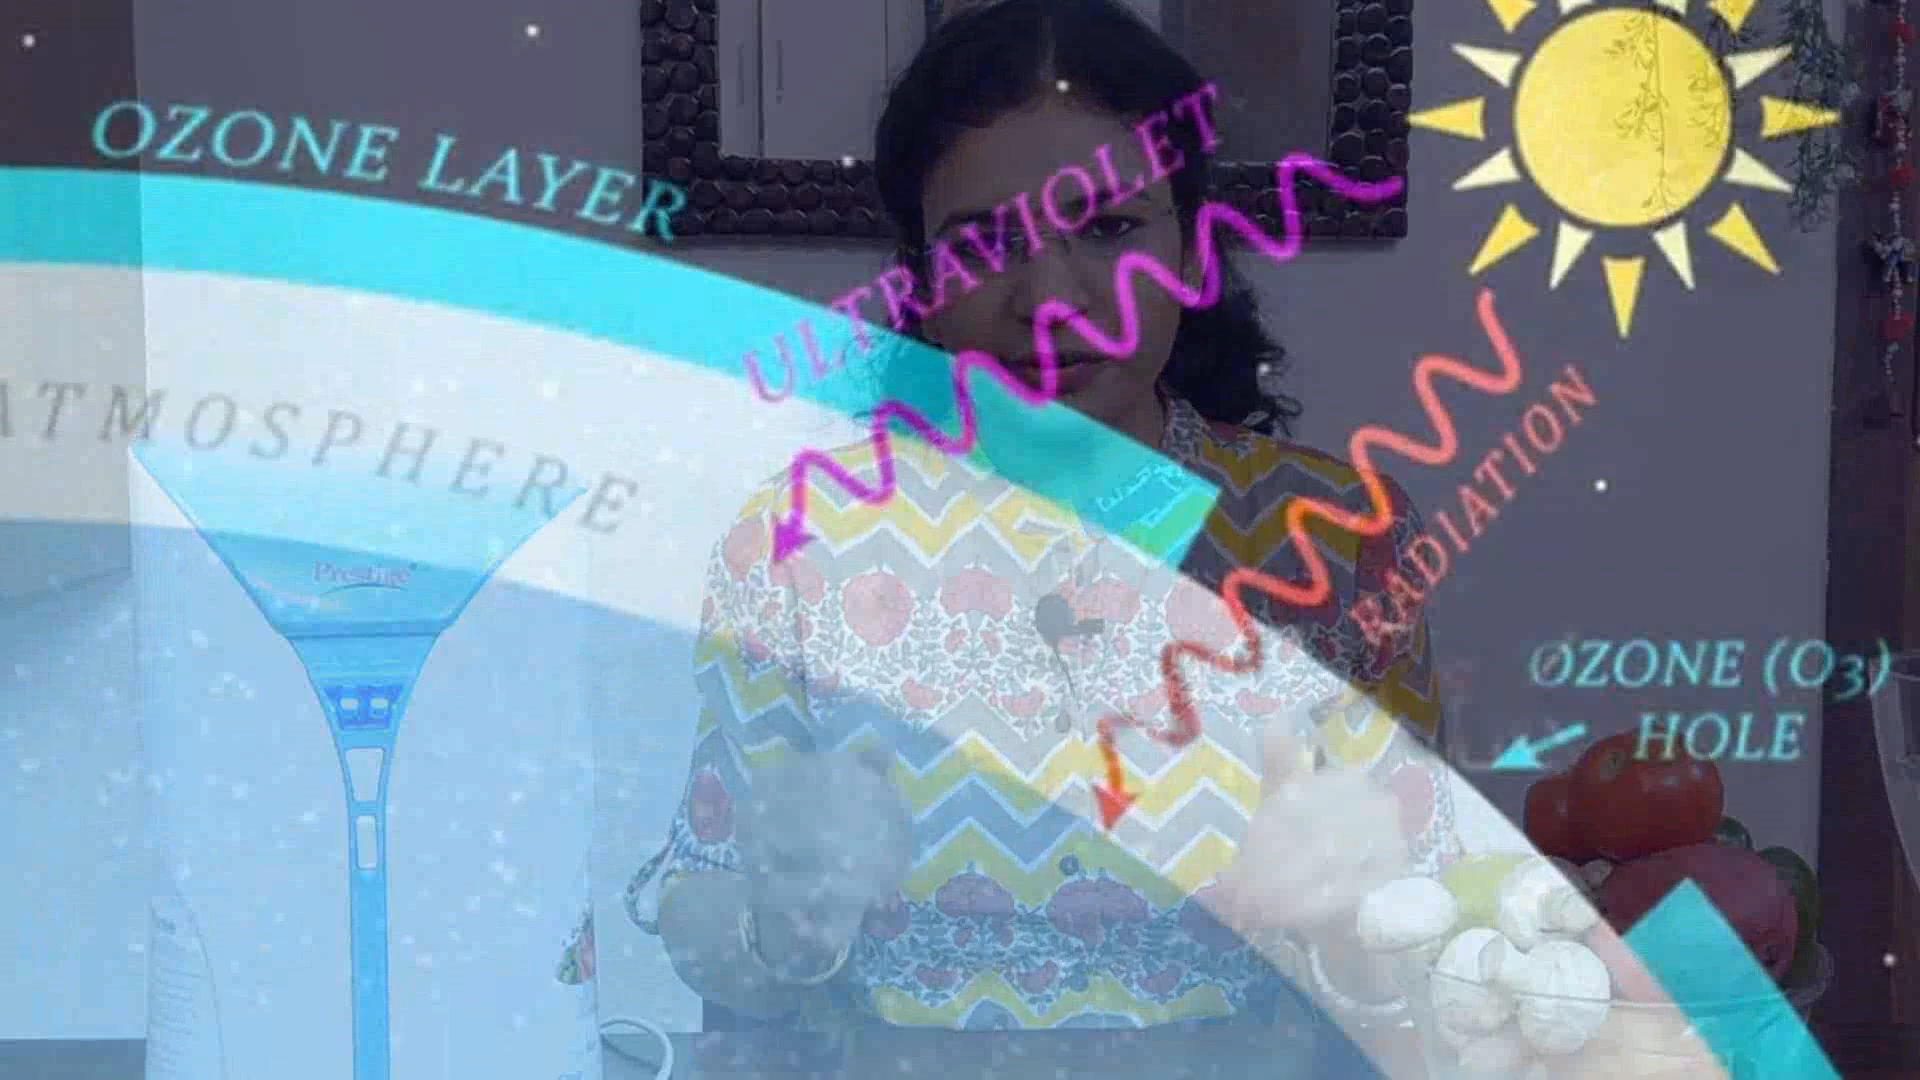 OZONE LAYER
ULTRAVIOLET
ATMOSPHERE
RADIATION
Prestige
OZONE (O3)
HOLE